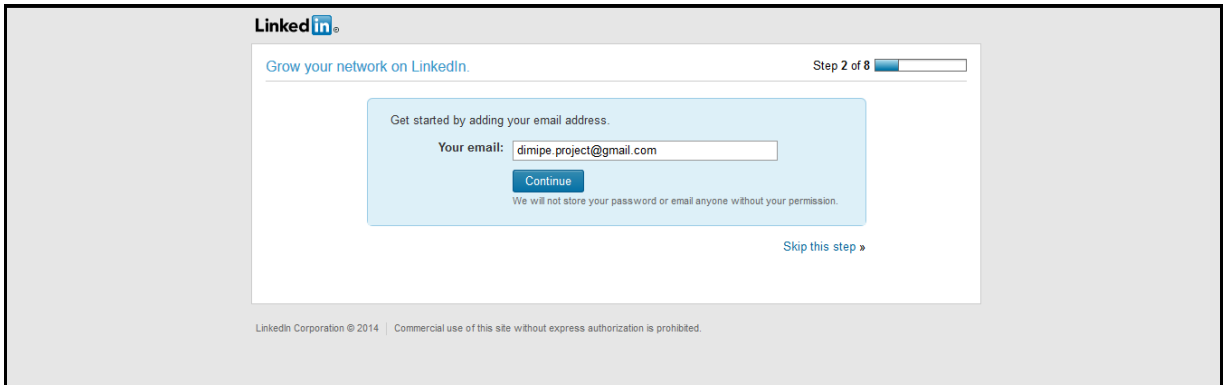 Linked in ®
Grow your network on LinkedIn.
Step 2 of 8
Get started by adding your email address.
Your email: dimipe.project@gmail.com
Continue
We will not store your password or email anyone without your permission.
Skip this step »
LinkedIn Corporation © 2014 | Commercial use of this site without express authorization is prohibited.